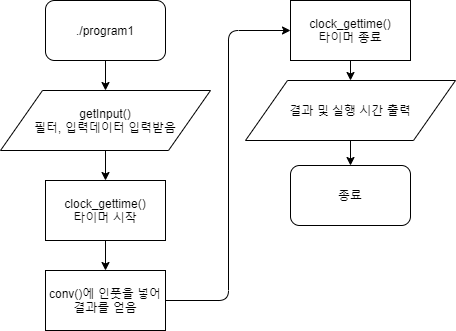 ./program1
getInput()
필터, 입력데이터 입력받음
clock_gettime()
타이머 시작
conv()에 인풋을 넣어
결과를 얻음
clock_gettime()
타이머 종료
결과 및 실행 시간 출력
종료